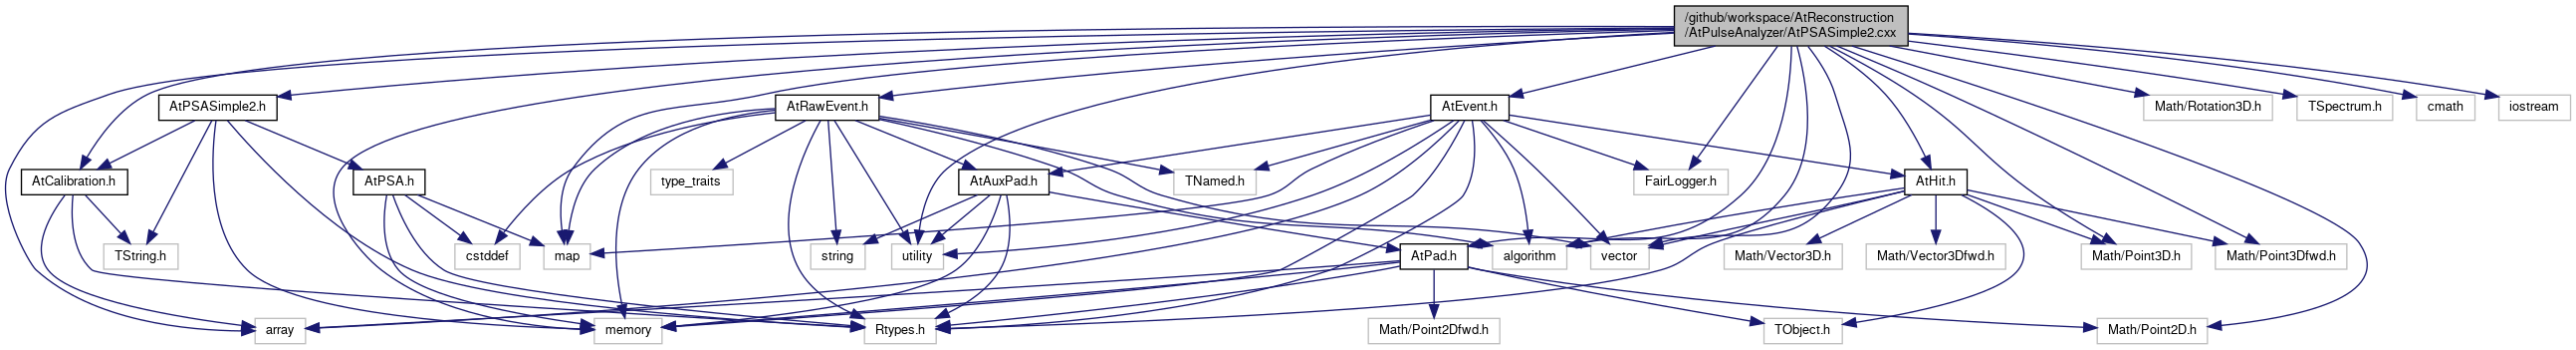 /github/workspace/AtReconstruction
/AtPulseAnalyzer/AtPSASimple2.cxx
AtPSASimple2.h
AtRawEvent.h
AtEvent.h
Math/Rotation3D.h
TSpectrum.h
cmath
iostream
AtCalibration.h
AtPSA.h
type_traits
AtAuxPad.h
TNamed.h
FairLogger.h
AtHit.h
TString.h
cstddef
map
string
utility
AtPad.h
algorithm
vector
Math/Vector3D.h
Math/Vector3Dfwd.h
Math/Point3D.h
Math/Point3Dfwd.h
array
memory
Rtypes.h
Math/Point2Dfwd.h
TObject.h
Math/Point2D.h